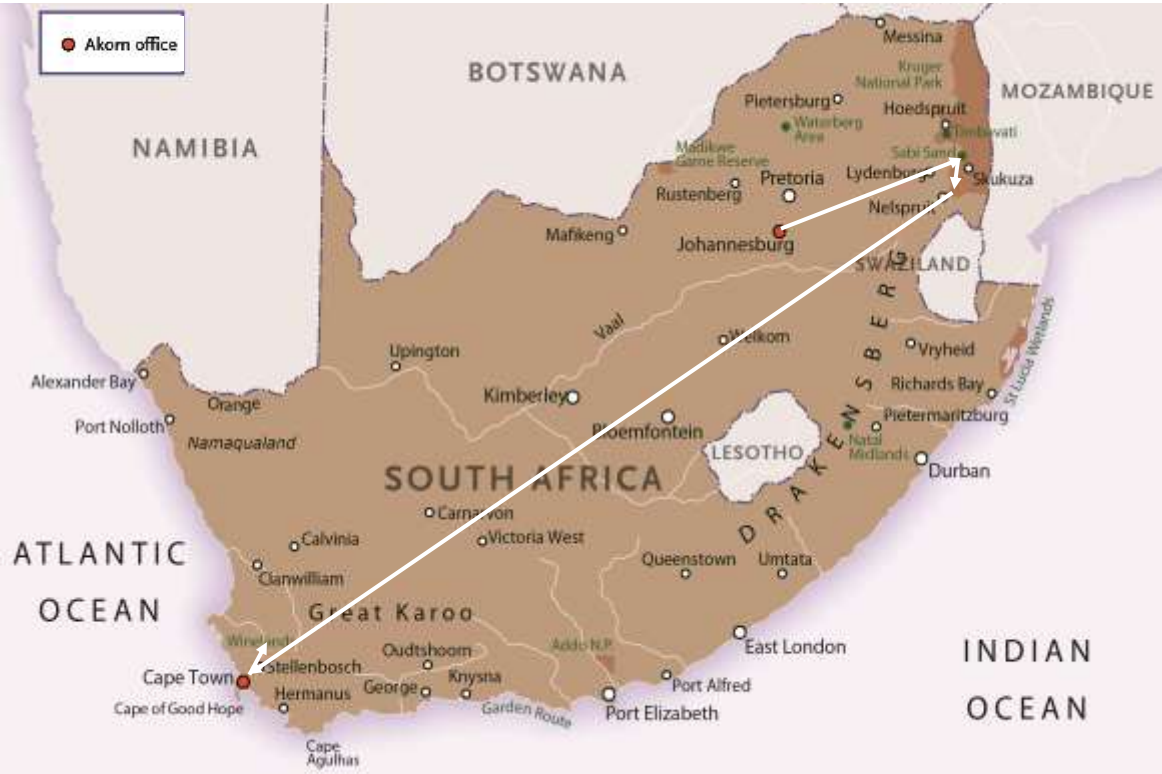 Akorn office
Messina
Kruger
National Park
BOTSWANA
MOZAMBIQUE
Pietersburg
Hoedspruit
Waterberg
Area
Timbavati
NAMIBIA
Madikwe
Game Reserve
Sabi Sand
Lydenborg
Skukuza
Pretoria
Rustenberg
Nelspruit
Mafikeng
Johannesburg
SWAZILAND
Vaal
Welkom
Vryheid
St Lucia Wetlands
Upington
Alexander Bay
Richards Bay
Kimberley
Orange
Pietermaritzburg
Port Nolloth
Namaqualand
Bloemfontein
Natal
Midlands
LESOTHO
Durban
SOUTH AFRICA
DRAKENSBERG
Carnarvon
Calvinia
Victoria West
ATLANTIC
OCEAN
Queenstown
Umtata
Clanwilliam
Great Karoo
Winelands
Oudtshoorn
Addo N.P.
East London
INDIAN
OCEAN
Stellenbosch
Cape Town
Hermanus
George
Knysna
Port Alfred
Cape of Good Hope
Garden Route
Port Elizabeth
Cape
Agulhas